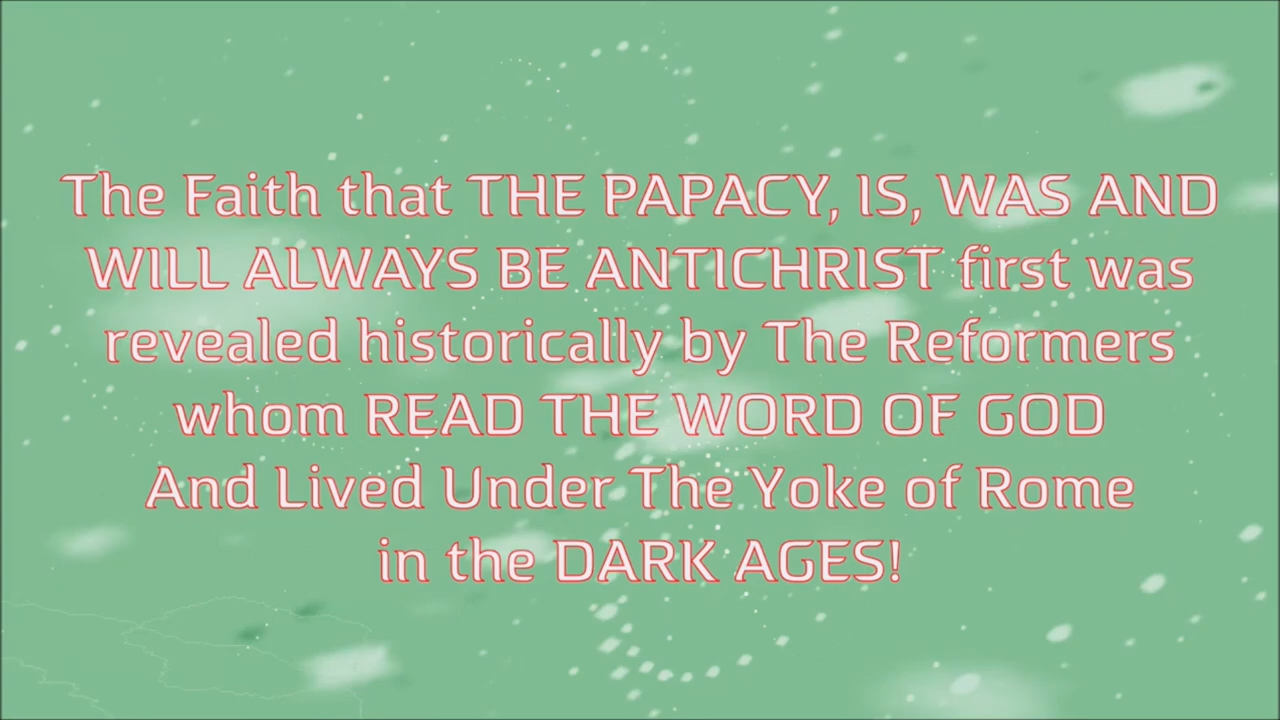 The Faith that THE PAPACY, IS, WAS AND
WILL ALWAYS BE ANTICHRIST first was
revealed historically by The Reformers
whom READ THE WORD OF GOD
And Lived Under The Yoke of Rome
in the DARK AGES!